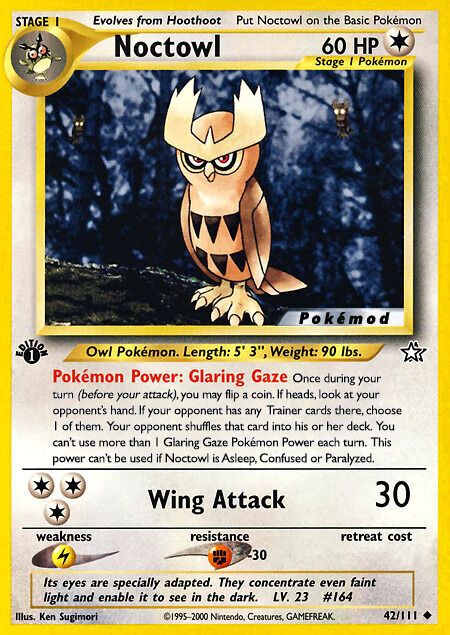 STAGE 1 Evolves from Hoothoot Put Noctowl on the Basic Pokémon
Noctowl 60 HP
Stage 1 Pokémon
Pokémod
EDITION 1
Owl Pokémon. Length: 5' 3", Weight: 90 lbs.
Pokémon Power: Glaring Gaze Once during your
turn (before your attack), you may flip a coin. If heads, look at your
opponent's hand. If your opponent has any Trainer cards there, choose
1 of them. Your opponent shuffles that card into his or her deck. You
can't use more than 1 Glaring Gaze Pokémon Power each turn. This
power can't be used if Noctowl is Asleep, Confused or Paralyzed.
Wing Attack 30
weakness resistance retreat cost
-30
Its eyes are specially adapted. They concentrate even faint
light and enable it to see in the dark. LV. 23 #164
Illus. Ken Sugimori ©1995-2000 Nintendo, Creatures, GAMEFREAK. 42/111